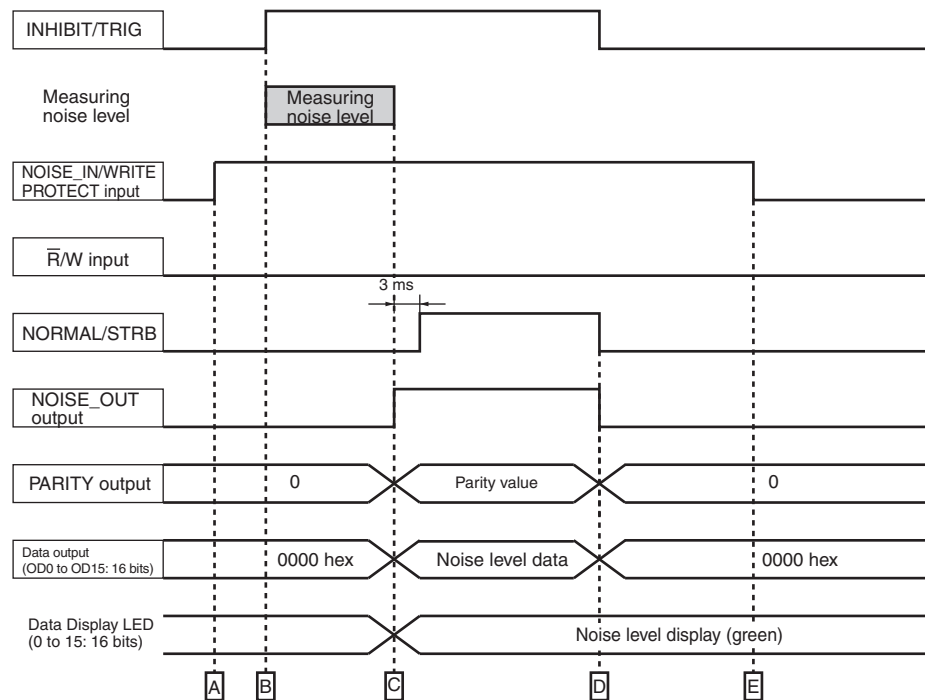 INHIBIT/TRIG
Measuring
noise level
Measuring
noise level
NOISE_IN/WRITE
PROTECT input
R̅/W input
3 ms
NORMAL/STRB
NOISE_OUT
output
PARITY output
0
Parity value
0
Data output
(OD0 to OD15: 16 bits)
0000 hex
Noise level data
0000 hex
Data Display LED
(0 to 15: 16 bits)
Noise level display (green)
A
B
C
D
E